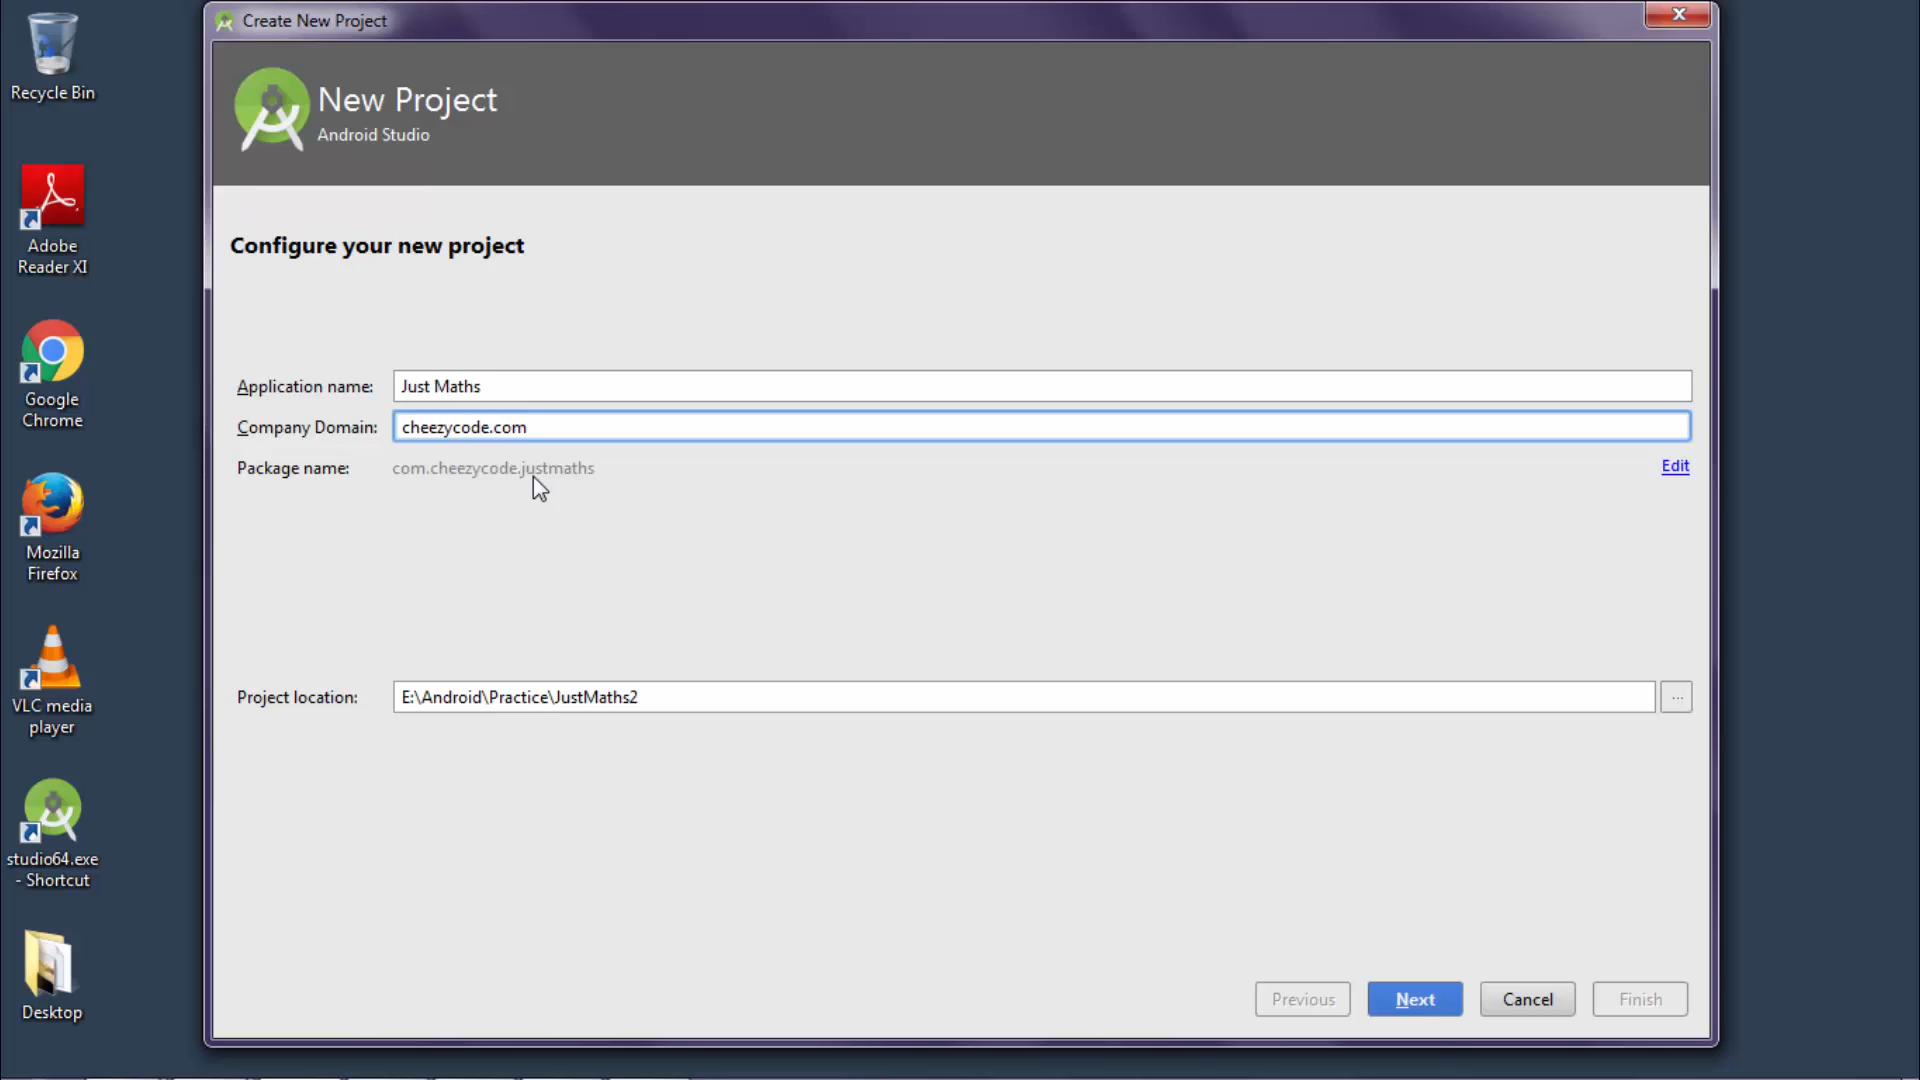 Create New Project
New Project
Android Studio
Configure your new project
Application name: Just Maths
Company Domain: cheezycode.com
Package name: com.cheezycode.justmaths Edit
Project location: E:\Android\Practice\JustMaths2 ...
Previous Next Cancel Finish
Recycle Bin
Adobe
Reader XI
Google
Chrome
Mozilla
Firefox
VLC media
player
studio64.exe
- Shortcut
Desktop